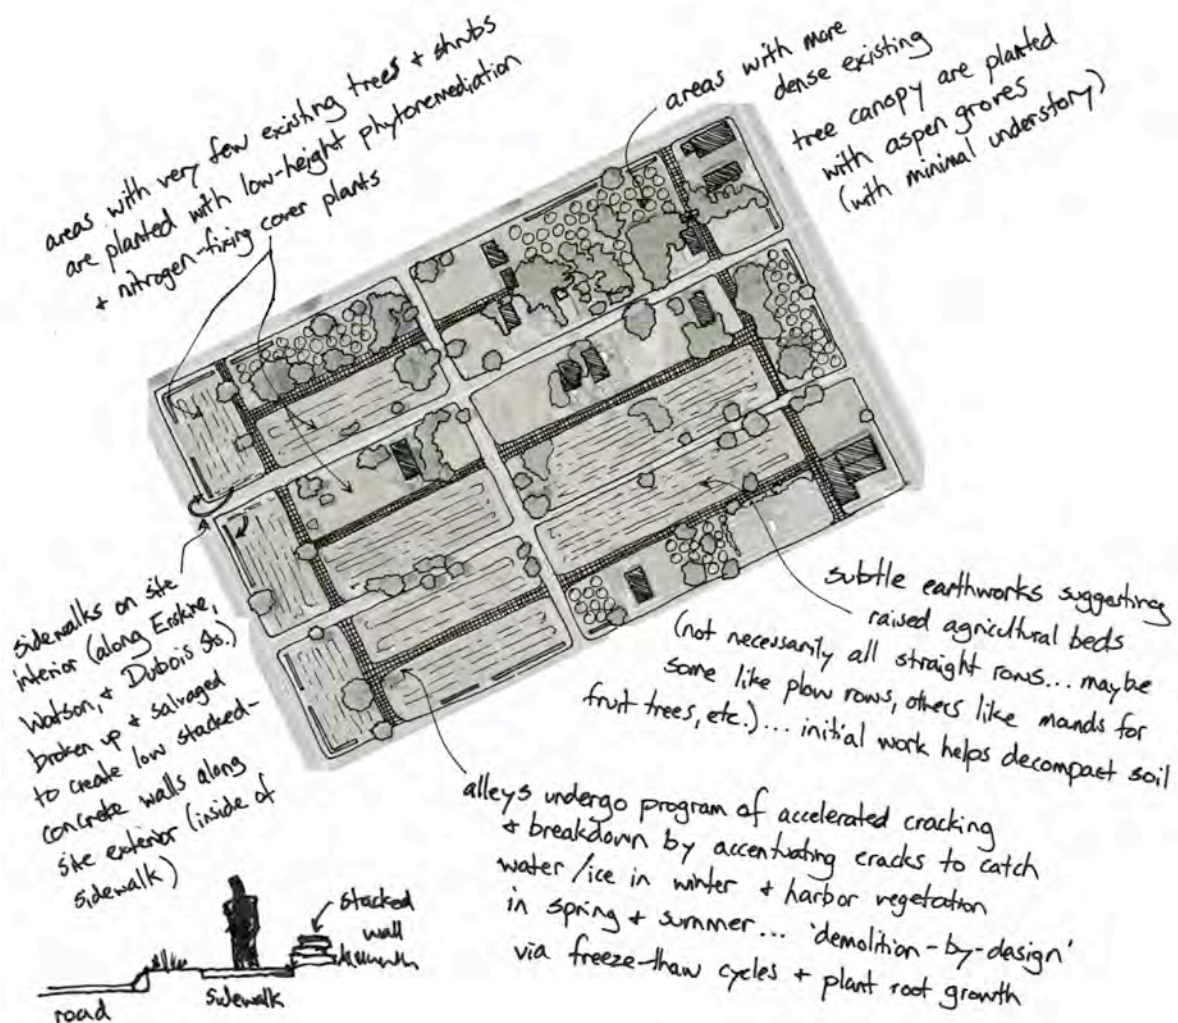 areas with very few existing trees + shrubs
are planted with low-height phytoremediation
+ nitrogen-fixing cover plants
areas with more
dense existing
tree canopy are planted
with aspen groves
(with minimal understory)
sidewalks on site
interior (along Erskine,
Watson, + Dubois Sts.)
broken up + salvaged
to create low stacked-
concrete walls along
site exterior (inside of
sidewalk)
subtle earthworks suggesting
raised agricultural beds
(not necessarily all straight rows... maybe
some like plow rows, others like mounds for
fruit trees, etc.)... initial work helps decompact soil
alleys undergo program of accelerated cracking
+ breakdown by accentuating cracks to catch
water/ice in winter + harbor vegetation
in spring + summer... 'demolition-by-design'
via freeze-thaw cycles + plant root growth
stacked
wall
sidewalk
road